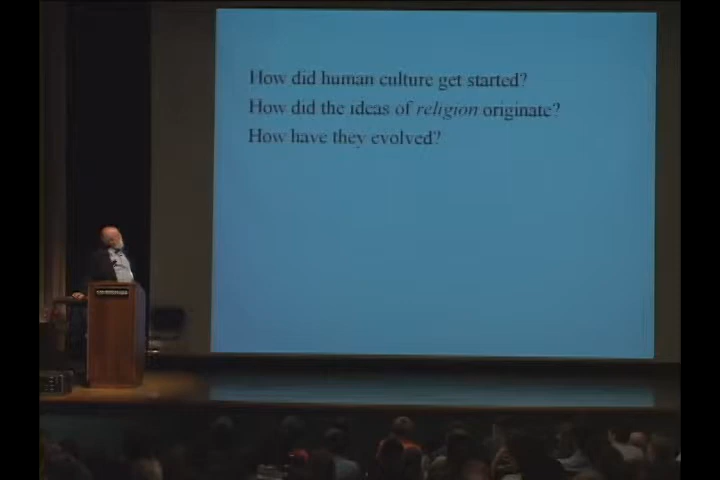 How did human culture get started?
How did the ideas of religion originate?
How have they evolved?